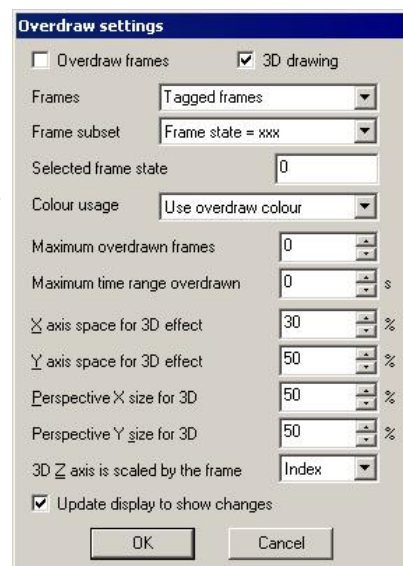 Overdraw settings
Overdraw frames 3D drawing
Frames Tagged frames
Frame subset Frame state = xxx
Selected frame state 0
Colour usage Use overdraw colour
Maximum overdrawn frames 0
Maximum time range overdrawn 0 s
X axis space for 3D effect 30 %
Y axis space for 3D effect 50 %
Perspective X size for 3D 50 %
Perspective Y size for 3D 50 %
3D Z axis is scaled by the frame Index
Update display to show changes
OK Cancel